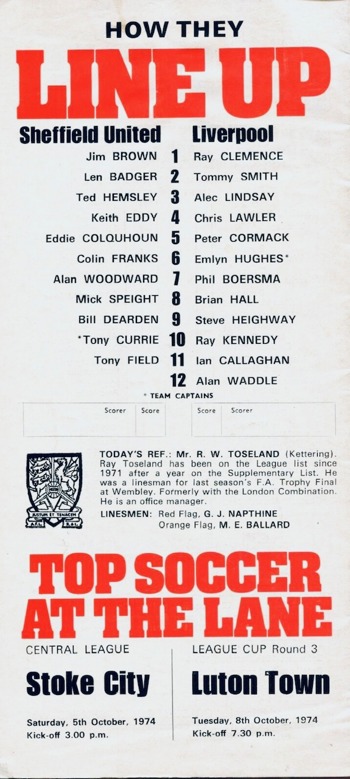 HOW THEY
LINE UP
Sheffield United Liverpool
Jim BROWN 1 Ray CLEMENCE
Len BADGER 2 Tommy SMITH
Ted HEMSLEY 3 Alec LINDSAY
Keith EDDY 4 Chris LAWLER
Eddie COLQUHOUN 5 Peter CORMACK
Colin FRANKS 6 Emlyn HUGHES*
Alan WOODWARD 7 Phil BOERSMA
Mick SPEIGHT 8 Brian HALL
Bill DEARDEN 9 Steve HEIGHWAY
*Tony CURRIE 10 Ray KENNEDY
Tony FIELD 11 Ian CALLAGHAN
12 Alan WADDLE
* TEAM CAPTAINS
Scorer Score Score Scorer
TODAY'S REF.: Mr. R. W. TOSELAND (Kettering).
Ray Toseland has been on the League list since
1971 after a year on the Supplementary List. He
was a linesman for last season's F.A. Trophy Final
at Wembley. Formerly with the London Combination.
He is an office manager.
LINESMEN: Red Flag, G. J. NAPTHINE
Orange Flag, M. E. BALLARD
TOP SOCCER
AT THE LANE
CENTRAL LEAGUE
Stoke City
Saturday, 5th October, 1974
Kick-off 3.00 p.m.
LEAGUE CUP Round 3
Luton Town
Tuesday, 8th October, 1974
Kick-off 7.30 p.m.